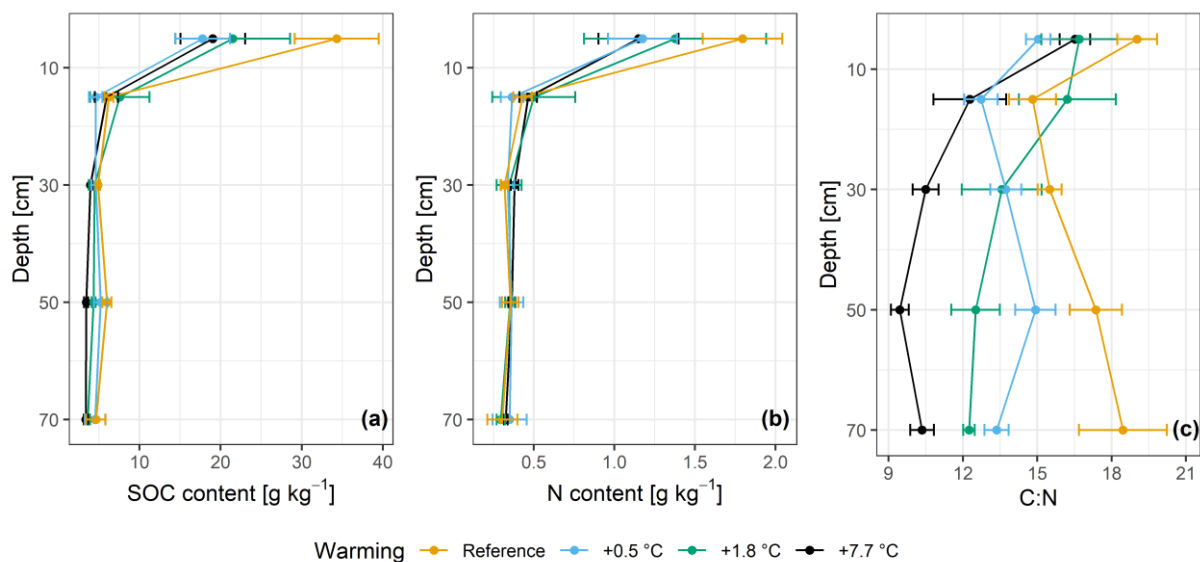 Depth [cm]
10
30
50
70
10
20
30
40
SOC content [g kg⁻¹]
(a)
Depth [cm]
10
30
50
70
0.5
1.0
1.5
2.0
N content [g kg⁻¹]
(b)
Depth [cm]
10
30
50
70
9
12
15
18
21
C:N
(c)
Warming Reference +0.5 °C +1.8 °C +7.7 °C